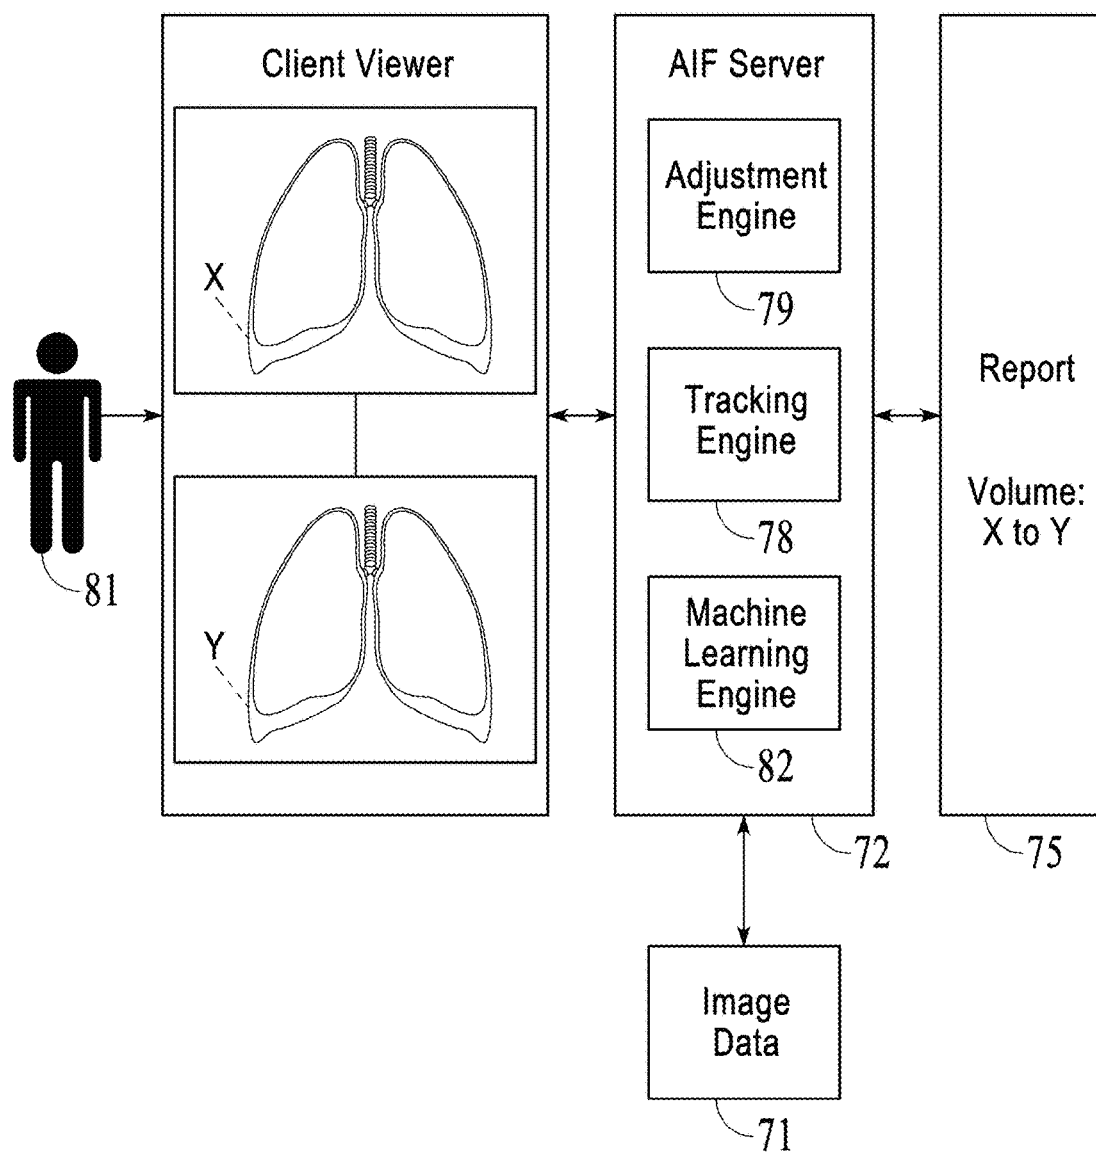 Client Viewer
X
Y
81
AIF Server
Adjustment
Engine
79
Tracking
Engine
78
Machine
Learning
Engine
82
72
Report
Volume:
X to Y
75
Image
Data
71